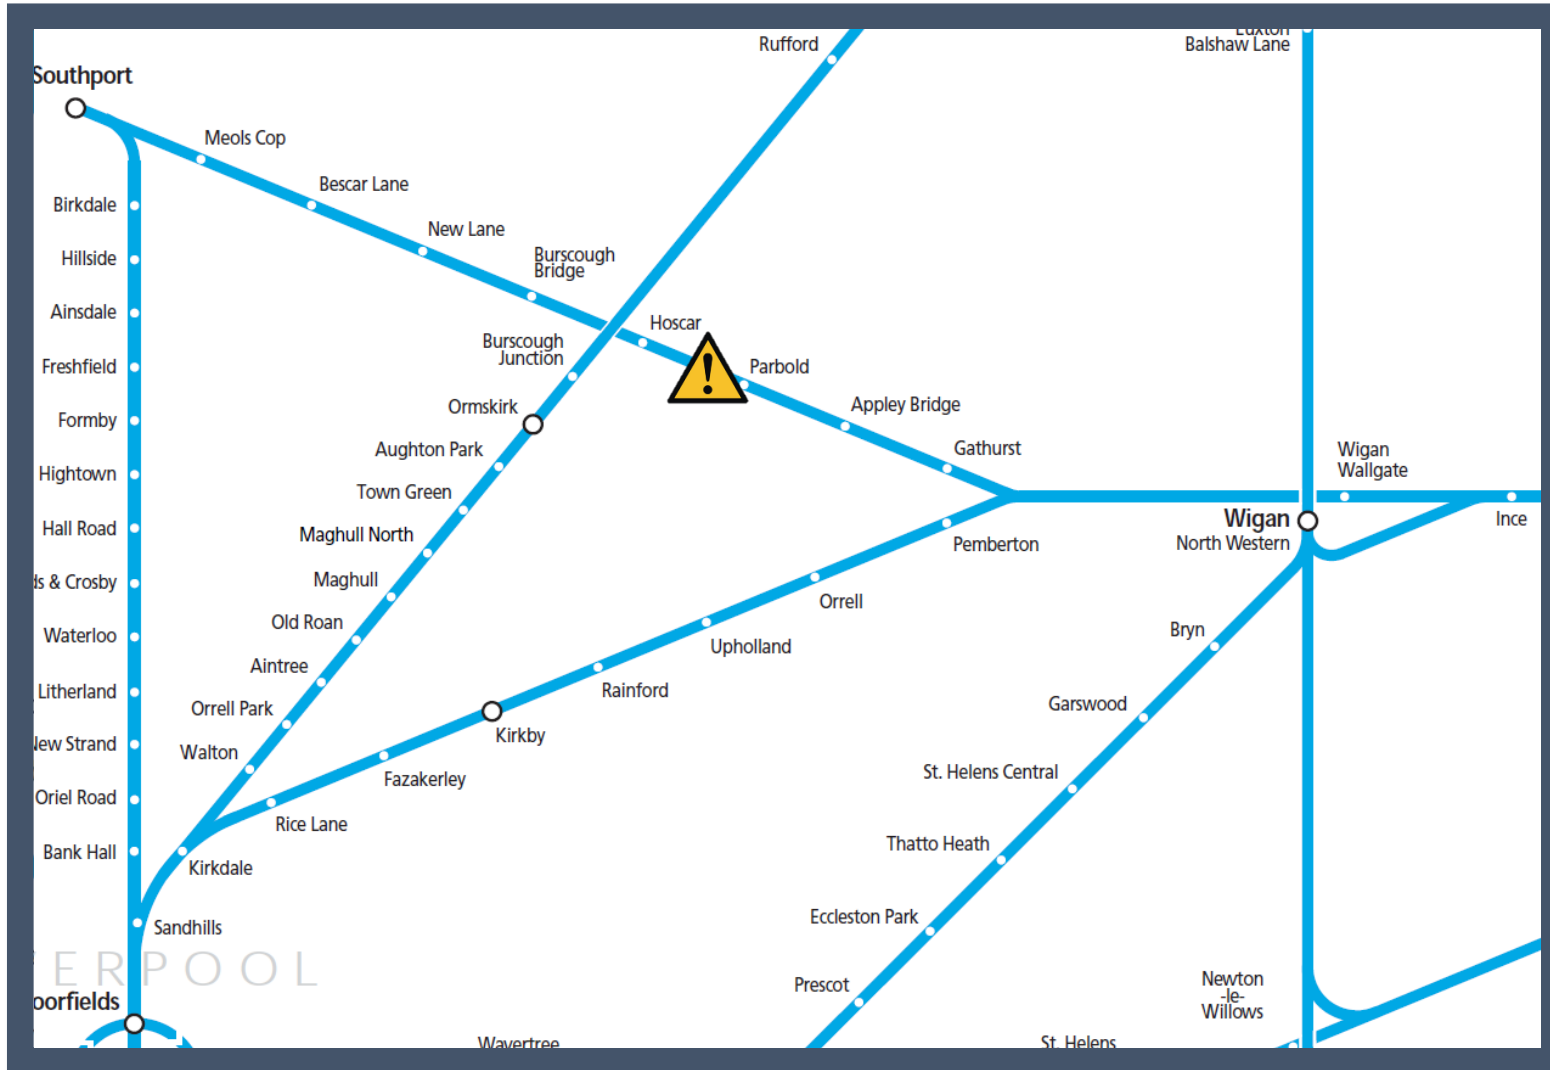 Rufford
Balshaw Lane
Southport
Meols Cop
Bescar Lane
New Lane
Burscough
Bridge
Birkdale
Hillside
Ainsdale
Freshfield
Formby
Hightown
Hall Road
& Crosby
Waterloo
Litherland
New Strand
Oriel Road
Bank Hall
Hoscar
!
Parbold
Appley Bridge
Gathurst
Burscough
Junction
Ormskirk
Aughton Park
Town Green
Maghull North
Maghull
Old Roan
Aintree
Orrell Park
Walton
Wigan
Wallgate
Ince
Wigan
North Western
Pemberton
Orrell
Upholland
Rainford
Kirkby
Fazakerley
Rice Lane
Kirkdale
Sandhills
ERPOOL
oorfields
Bryn
Garswood
St. Helens Central
Thatto Heath
Eccleston Park
Prescot
Newton
-le-
Willows
Wavertree
St. Helens